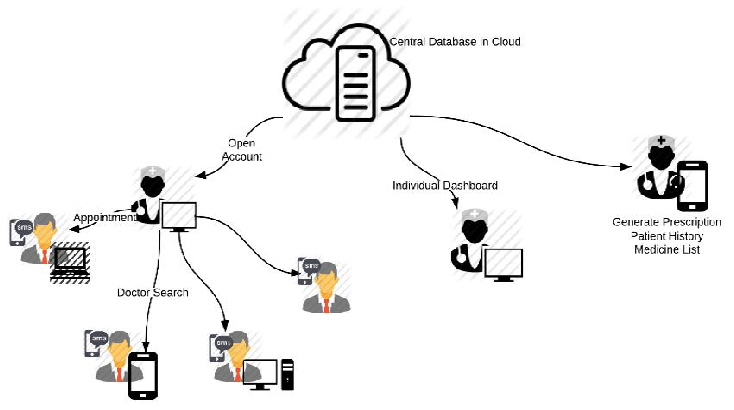 Central Database in Cloud
Open
Account
Individual Dashboard
Appointment
sms
Generate Prescription
Patient History
Medicine List
sms
Doctor Search
sms
sms